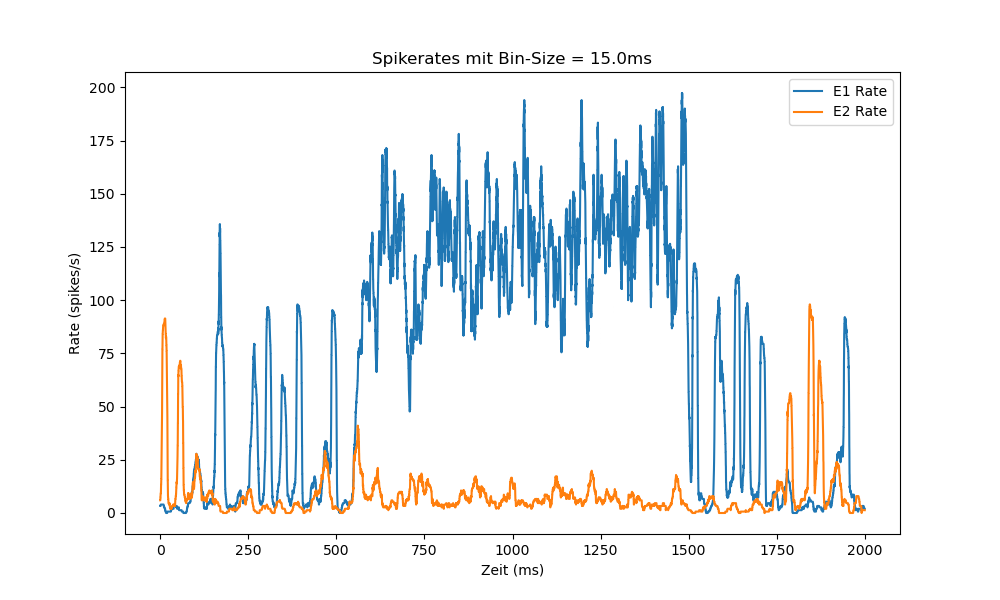 Spikerates mit Bin-Size = 15.0ms
E1 Rate
E2 Rate
200
175
150
125
100
75
50
25
0
Rate (spikes/s)
0 250 500 750 1000 1250 1500 1750 2000
Zeit (ms)